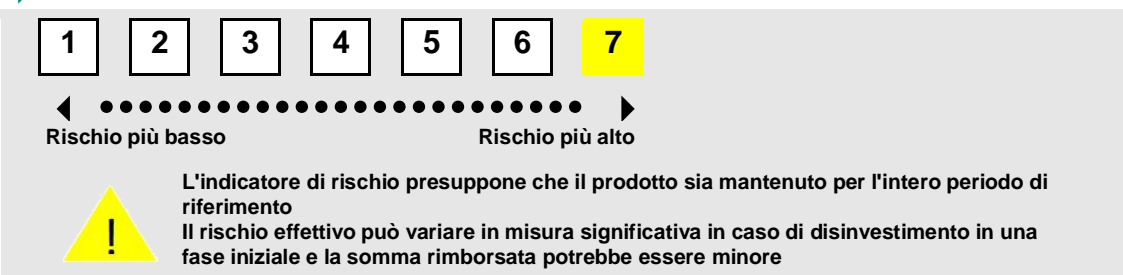 1 2 3 4 5 6 7
Rischio più basso Rischio più alto
L'indicatore di rischio presuppone che il prodotto sia mantenuto per l'intero periodo di
riferimento
Il rischio effettivo può variare in misura significativa in caso di disinvestimento in una
fase iniziale e la somma rimborsata potrebbe essere minore
!